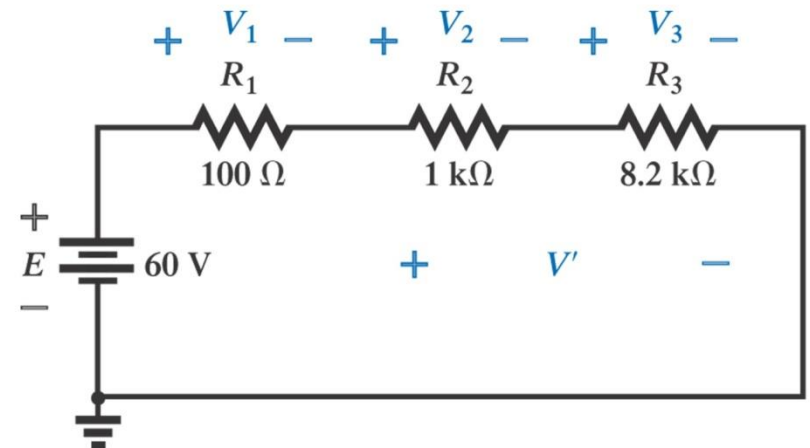 + V₁ − + V₂ − + V₃ −
R₁ R₂ R₃
100 Ω 1 kΩ 8.2 kΩ
+
E 60 V + V' −
−